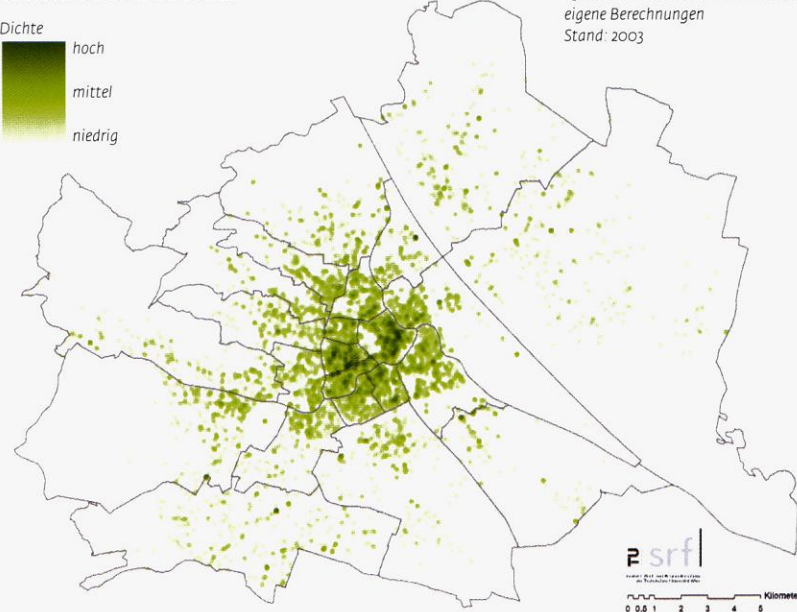 Dichte
hoch
mittel
niedrig
eigene Berechnungen
Stand: 2003
srf
Kilomete
0 0,5 1 2 3 4 5